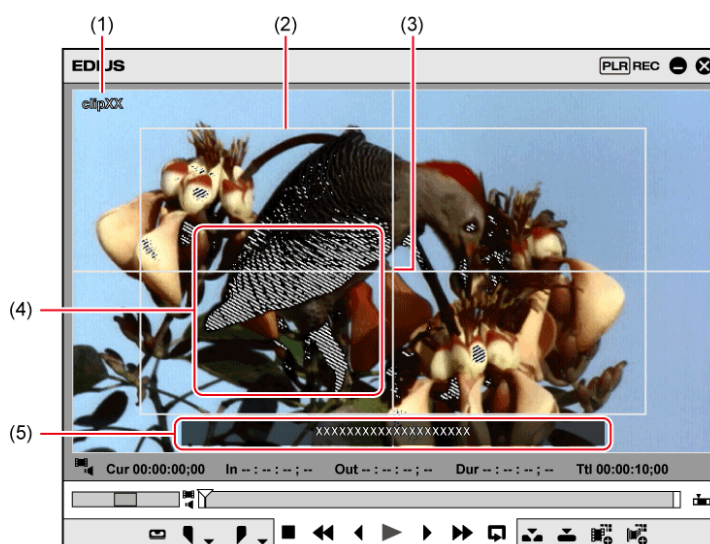 (1) (2) (3)
EDIUS PLR REC
clipXX
(4)
(5)
XXXXXXXXXXXXXXXXXXXX
Cur 00:00:00;00 In -- : -- : -- ; -- Out -- : -- : -- ; -- Dur -- : -- : -- ; -- Ttl 00:00:10;00